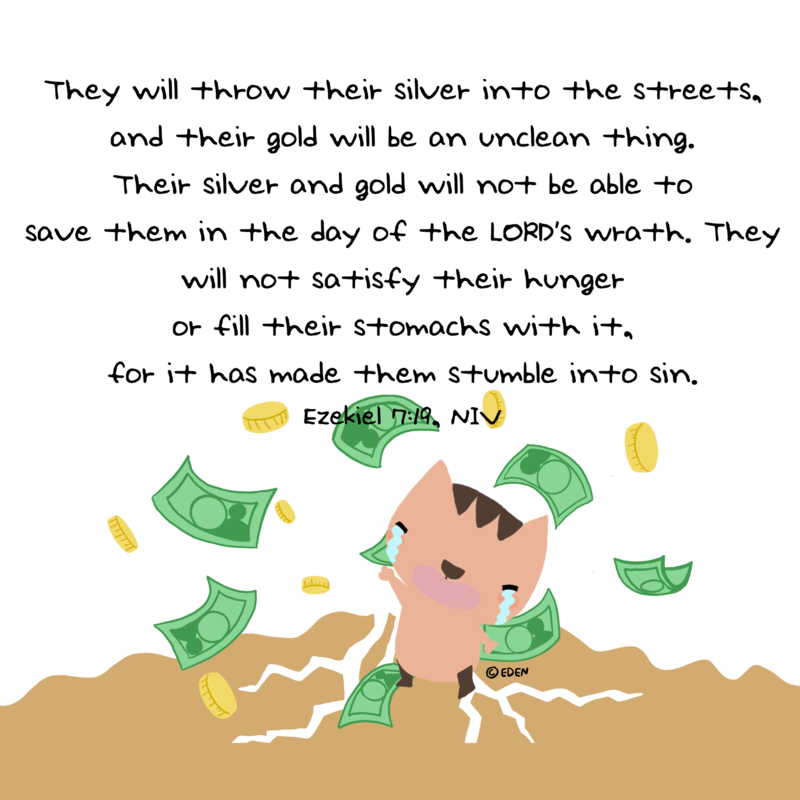 They will throw their silver into the streets,
and their gold will be an unclean thing.
Their silver and gold will not be able to
save them in the day of the LORD's wrath. They
will not satisfy their hunger
or fill their stomachs with it,
for it has made them stumble into sin.
Ezekiel 7:19, NIV
© EDEN